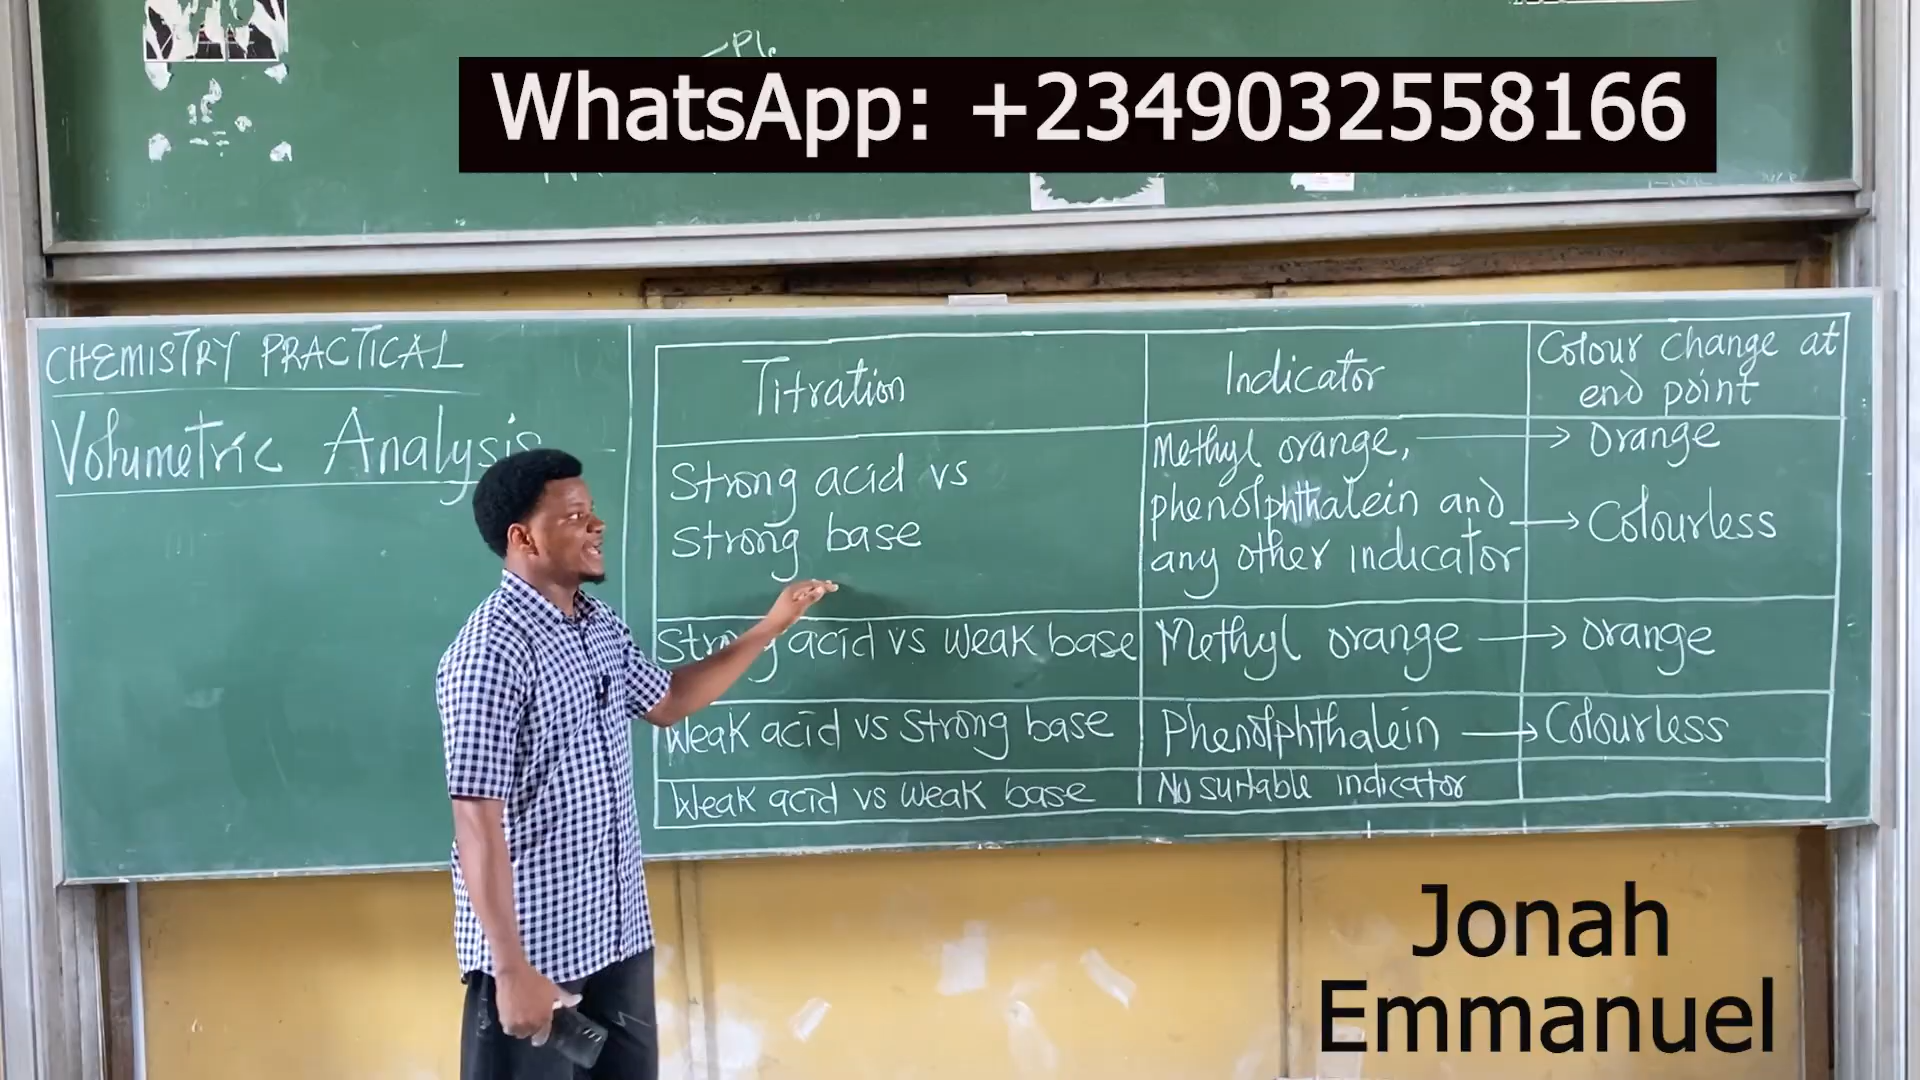 WhatsApp: +2349032558166
CHEMISTRY PRACTICAL
Volumetric Analysis
Titration
Indicator
Colour change at
end point
Strong acid vs
Strong base
Methyl orange,
phenolphthalein and
any other indicator
→ Orange
→ Colourless
Strong acid vs weak base
Methyl orange → Orange
Weak acid vs strong base
Phenolphthalein → Colourless
Weak acid vs weak base
No suitable indicator
Jonah
Emmanuel